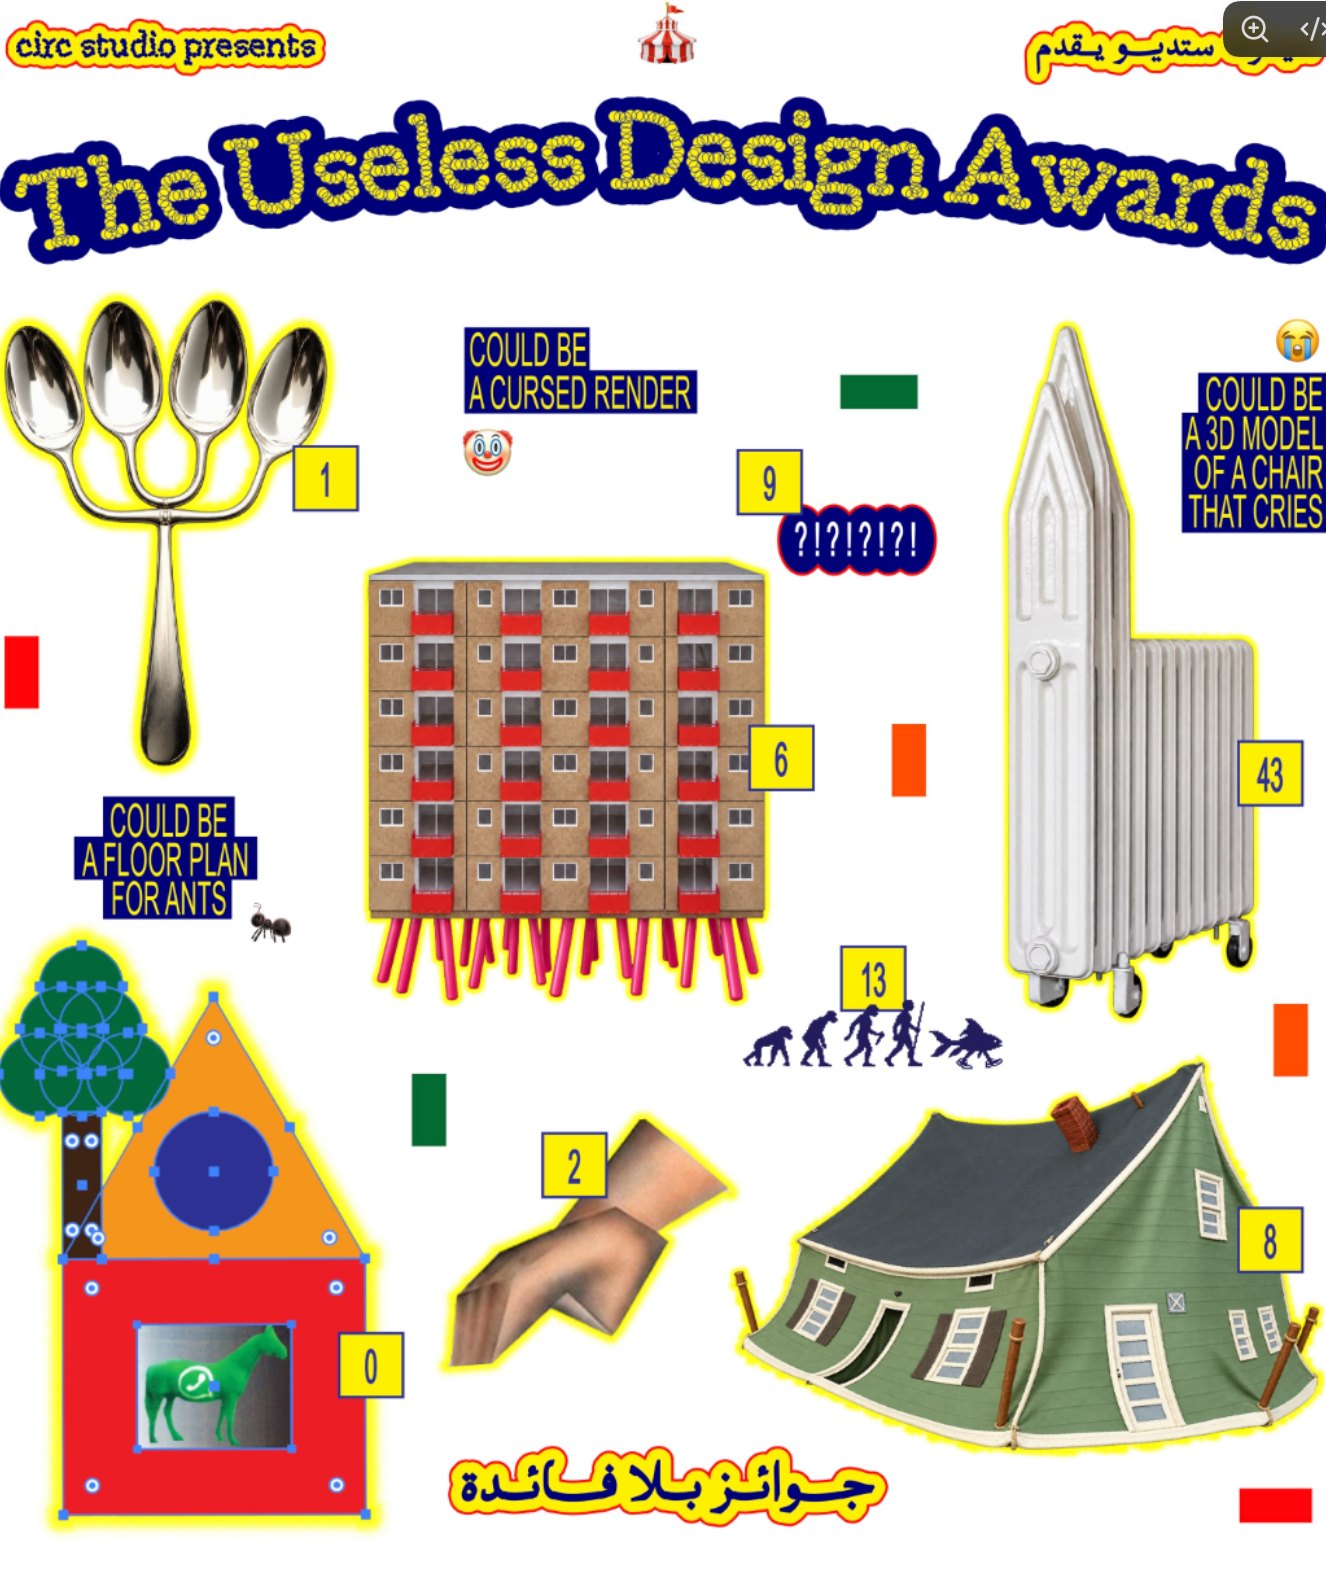 circ studio presents
ستديو يقدم
The Useless Design Awards
COULD BE
A CURSED RENDER
COULD BE
A 3D MODEL
OF A CHAIR
THAT CRIES
1
9
?!?!?!?!
6
43
COULD BE
A FLOOR PLAN
FOR ANTS
13
2
8
0
جوائز بلا فائدة